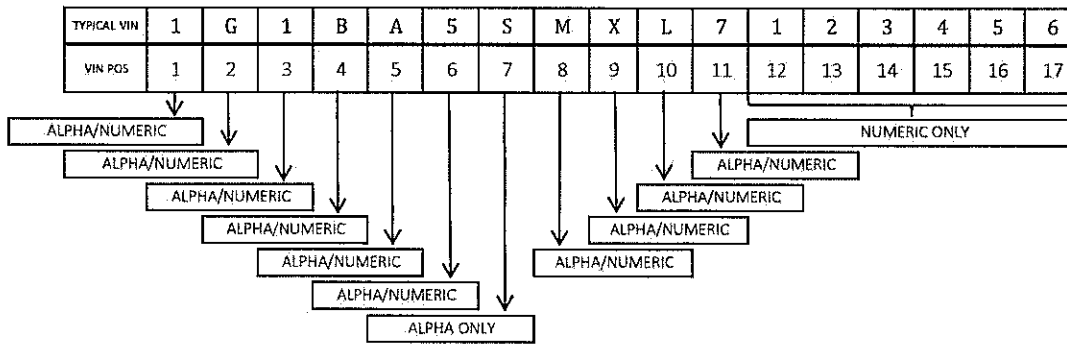 TYPICAL VIN 1 G 1 B A 5 S M X L 7 1 2 3 4 5 6
VIN POS 1 2 3 4 5 6 7 8 9 10 11 12 13 14 15 16 17
ALPHA/NUMERIC NUMERIC ONLY
ALPHA/NUMERIC ALPHA/NUMERIC
ALPHA/NUMERIC ALPHA/NUMERIC
ALPHA/NUMERIC ALPHA/NUMERIC
ALPHA/NUMERIC ALPHA/NUMERIC
ALPHA/NUMERIC
ALPHA ONLY